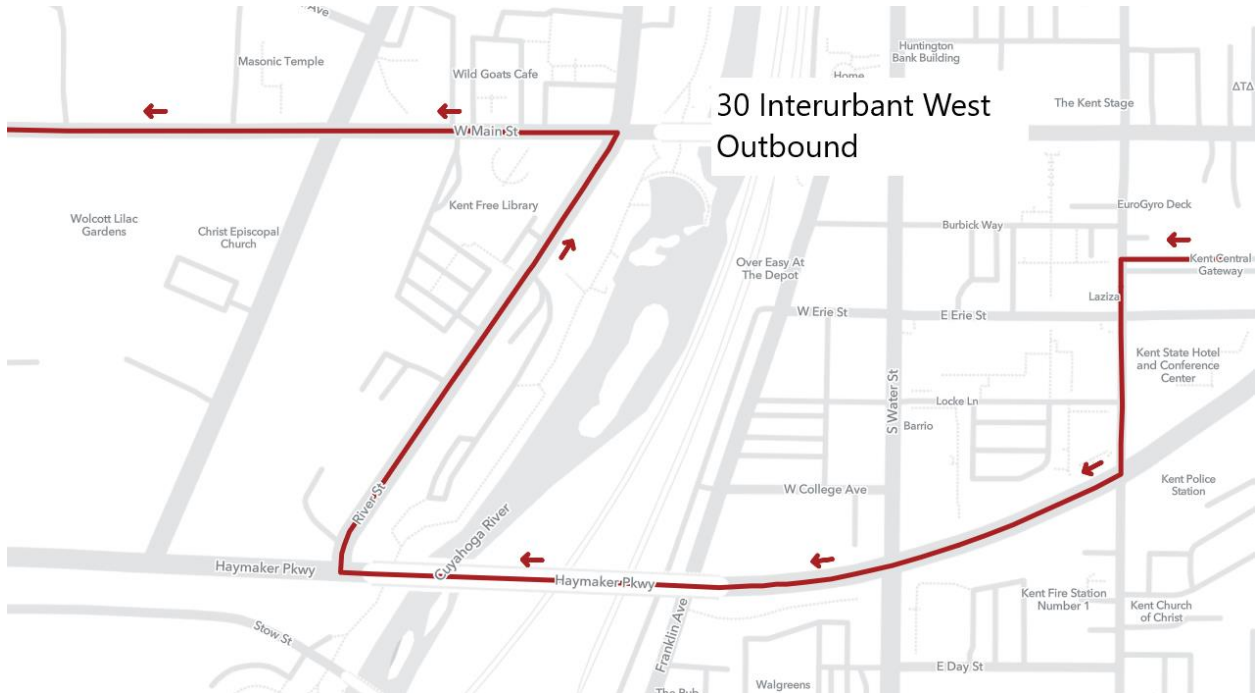 Ave
Masonic Temple
Wild Goats Cafe
Huntington
Bank Building
Home
30 Interurbant West
Outbound
The Kent Stage
ΔΤΔ
W Main St
Kent Free Library
Wolcott Lilac
Gardens
Christ Episcopal
Church
EuroGyro Deck
Burbick Way
Over Easy At
The Depot
Kent Central
Gateway
Laziza
W Erie St
E Erie St
Kent State Hotel
and Conference
Center
S Water St
Locke Ln
Barrio
W College Ave
Kent Police
Station
River St
Cuyahoga River
Haymaker Pkwy
Haymaker Pkwy
Kent Fire Station
Number 1
Kent Church
of Christ
Stow St
Franklin Ave
E Day St
The Pub
Walgreens